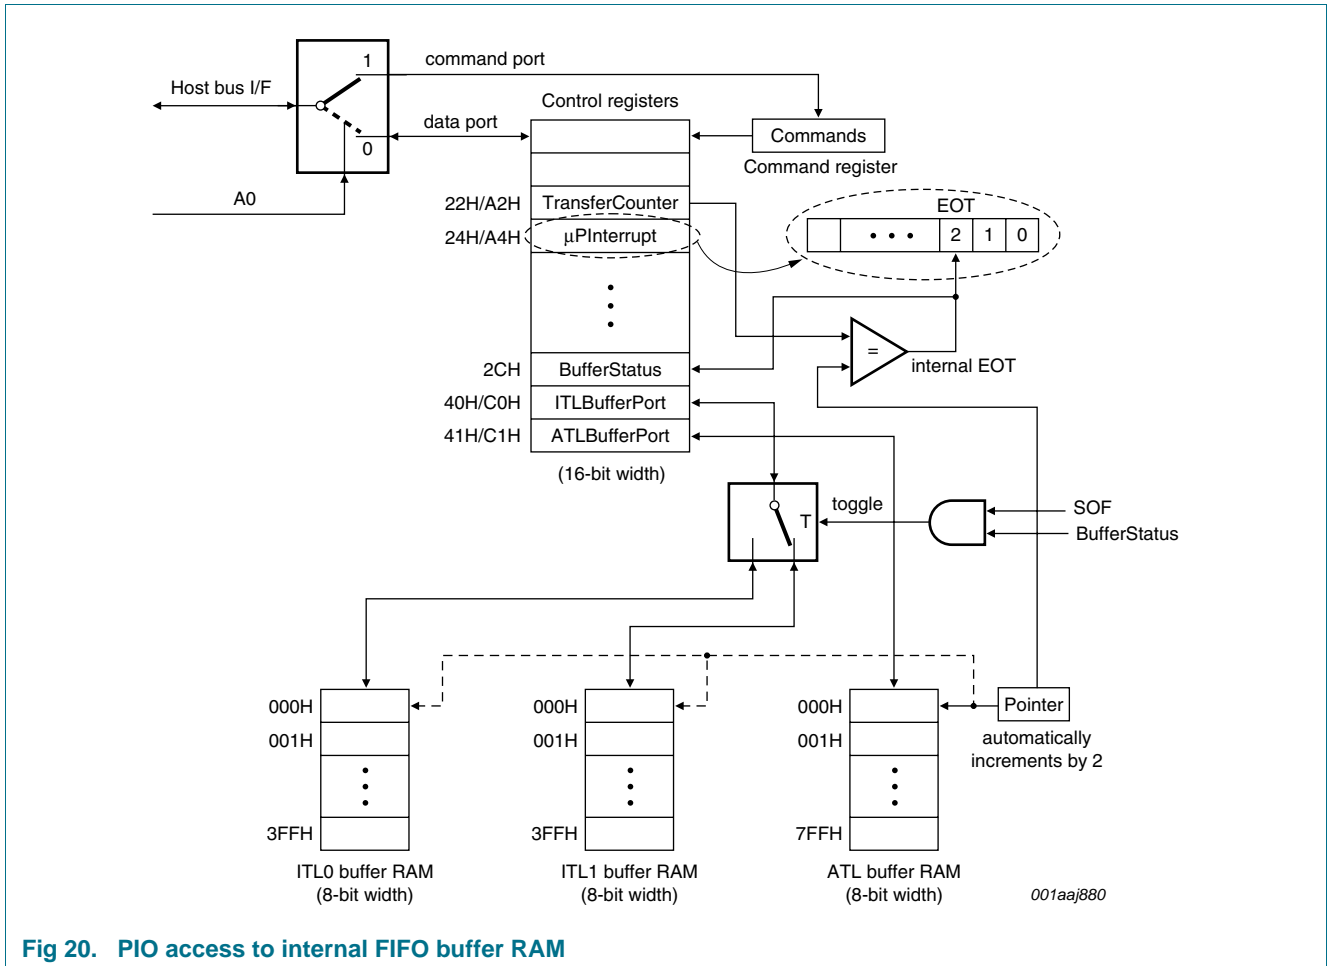 1
command port
Host bus I/F
Control registers
data port
0
Commands
Command register
A0
EOT
22H/A2H TransferCounter
2 1 0
24H/A4H μPInterrupt
=
internal EOT
2CH BufferStatus
40H/C0H ITLBufferPort
41H/C1H ATLBufferPort
(16-bit width)
toggle
SOF
T
BufferStatus
000H
000H
000H
Pointer
001H
001H
001H
automatically
increments by 2
3FFH
3FFH
7FFH
ITL0 buffer RAM
(8-bit width)
ITL1 buffer RAM
(8-bit width)
ATL buffer RAM
(8-bit width)
001aaj880
Fig 20. PIO access to internal FIFO buffer RAM